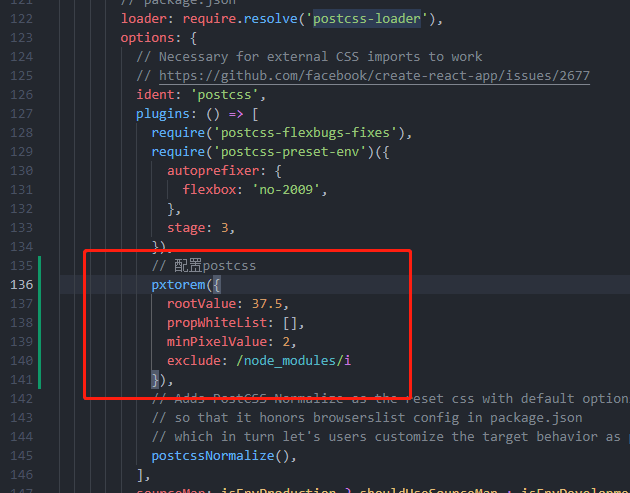 121 // package.json
122 loader: require.resolve('postcss-loader'),
123 options: {
124 // Necessary for external CSS imports to work
125 // https://github.com/facebook/create-react-app/issues/2677
126 ident: 'postcss',
127 plugins: () => [
128 require('postcss-flexbugs-fixes'),
129 require('postcss-preset-env')({
130 autoprefixer: {
131 flexbox: 'no-2009',
132 },
133 stage: 3,
134 }),
135 // 配置postcss
136 pxtorem({
137 rootValue: 37.5,
138 propWhiteList: [],
139 minPixelValue: 2,
140 exclude: /node_modules/i
141 }),
142 // Adds PostCSS Normalize as the reset css with default option
143 // so that it honors browserslist config in package.json
144 // which in turn let's users customize the target behavior as
145 postcssNormalize(),
146 ],
147 sourceMap: isEnvProduction ? shouldUseSourceMap : isEnvDevelopme